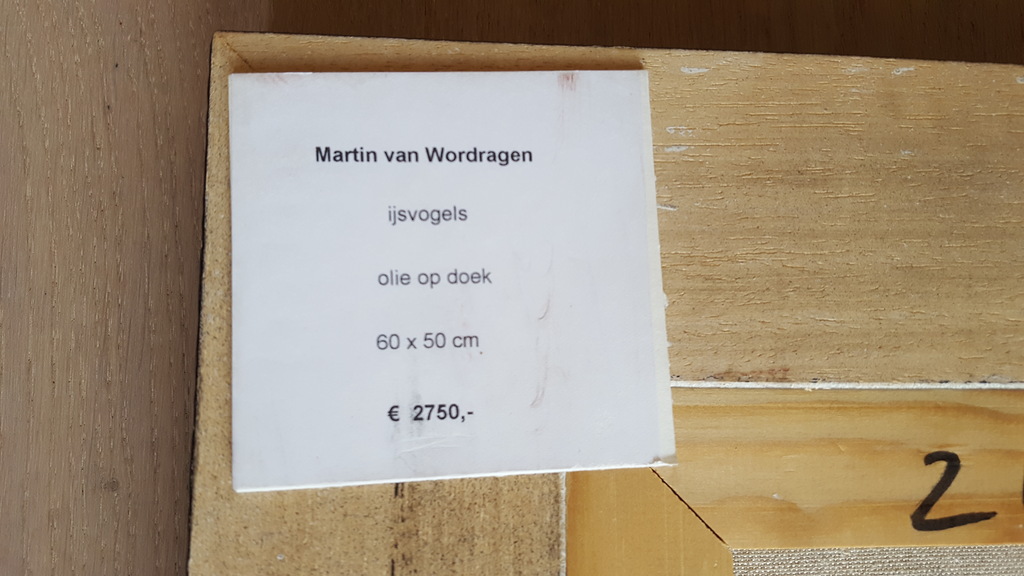 Martin van Wordragen
ijsvogels
olie op doek
60 x 50 cm
€ 2750,-
2